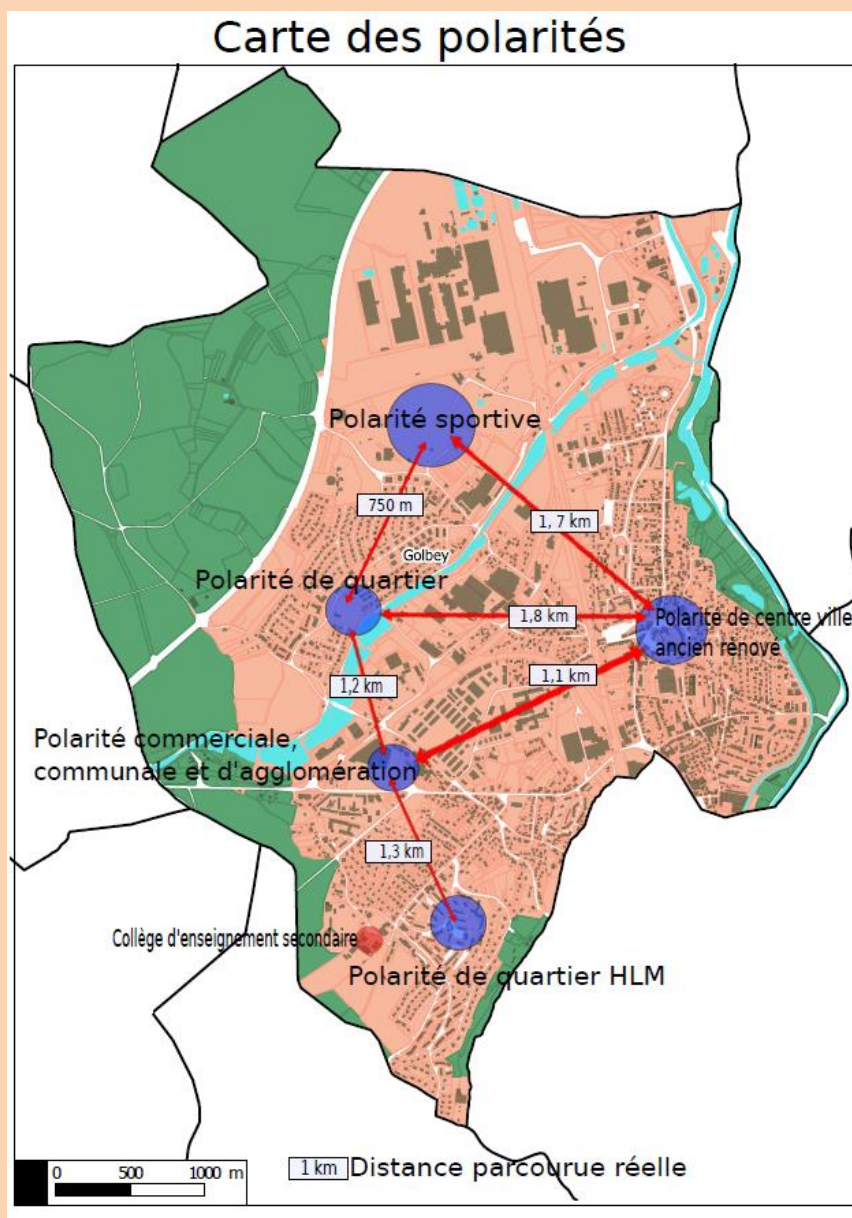 Carte des polarités
Polarité sportive
750 m
1, 7 km
Golbey
Polarité de quartier
1,8 km
Polarité de centre ville
ancien rénové
1,2 km
1,1 km
Polarité commerciale,
communale et d'agglomération
1,3 km
Collège d'enseignement secondaire
Polarité de quartier HLM
0 500 1000 m
1 km Distance parcourue réelle